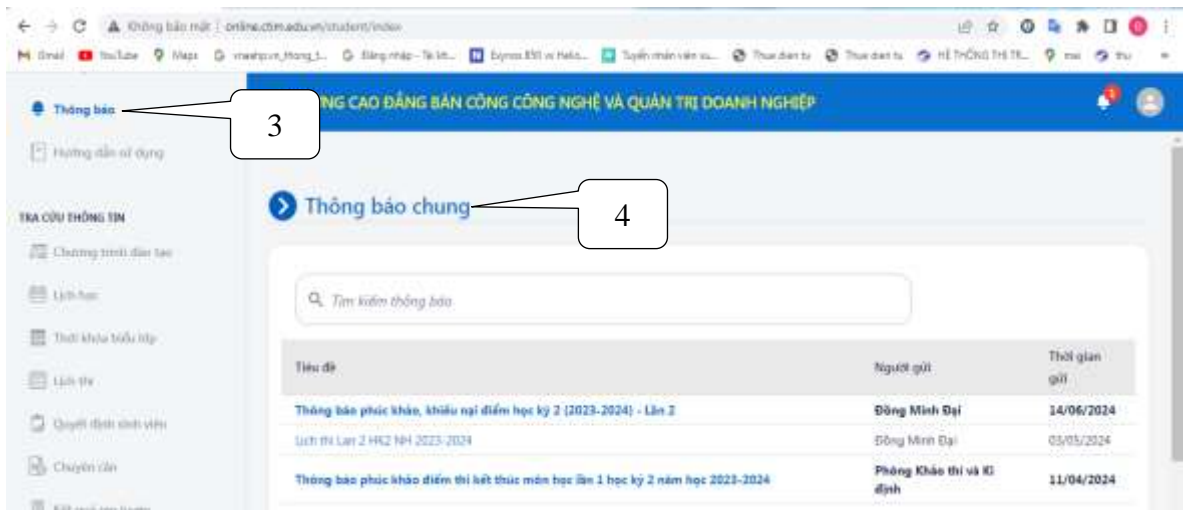 Không bảo mật | online.ctim.edu.vn/student/index
Gmail YouTube Maps
Thông báo
3
NG CAO ĐẲNG BÁN CÔNG CÔNG NGHỆ VÀ QUẢN TRỊ DOANH NGHIỆP
Hướng dẫn sử dụng
Thông báo chung
4
TRA CỨU THÔNG TIN
Chương trình đào tạo
Lịch học
Tìm kiếm thông báo
Thời khóa biểu lớp
Lịch thi
Tiêu đề Người gửi Thời gian gửi
Thông báo phúc khảo, khiếu nại điểm học kỳ 2 (2023-2024) - Lần 2 Đồng Minh Đại 14/06/2024
Quyết định sinh viên
Lịch thi Lan 2 HK2 NH 2023-2024 Đồng Minh Đại 03/05/2024
Chuyên cần
Thông báo phúc khảo điểm thi kết thúc môn học lần 1 học kỳ 2 năm học 2023-2024 Phòng Khảo thí và Kĩ định 11/04/2024